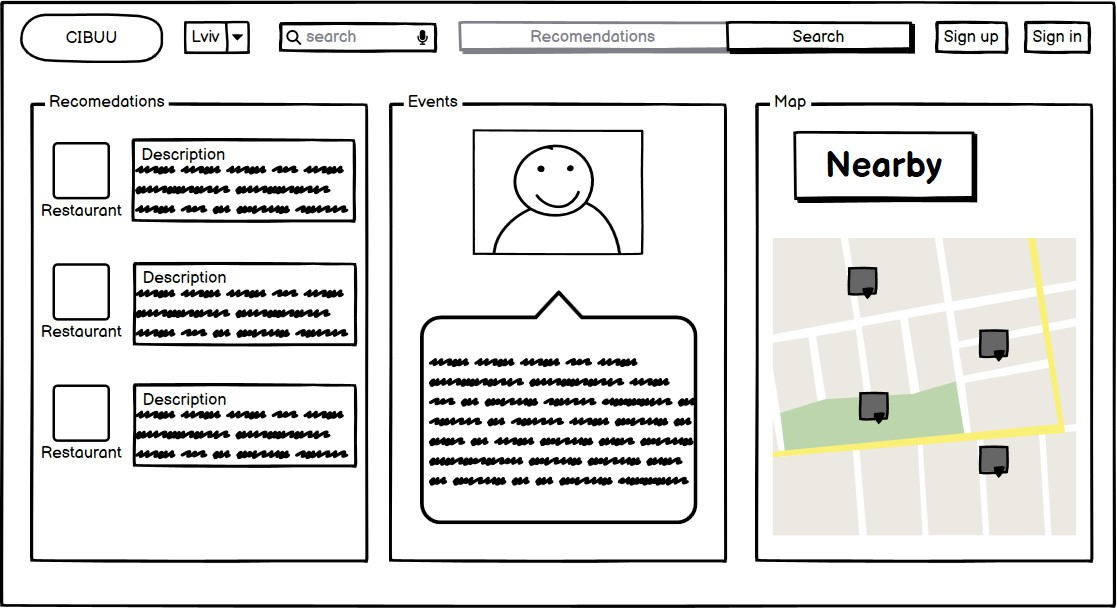 CIBUU
Lviv
search
Recomendations
Search
Sign up
Sign in
Recomedations
Description
Restaurant
Description
Restaurant
Description
Restaurant
Events
Map
Nearby